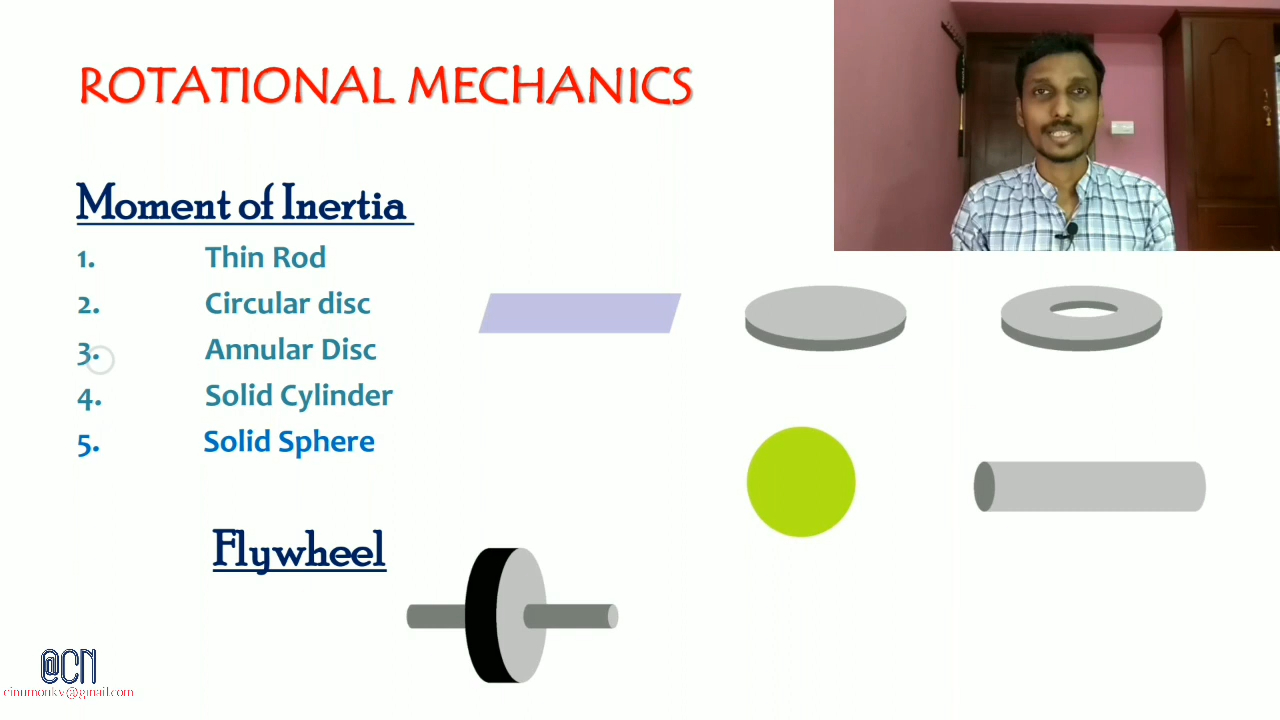 ROTATIONAL MECHANICS
Moment of Inertia
1. Thin Rod
2. Circular disc
3. Annular Disc
4. Solid Cylinder
5. Solid Sphere
Flywheel
@CN
cinumonkv@gmail.com